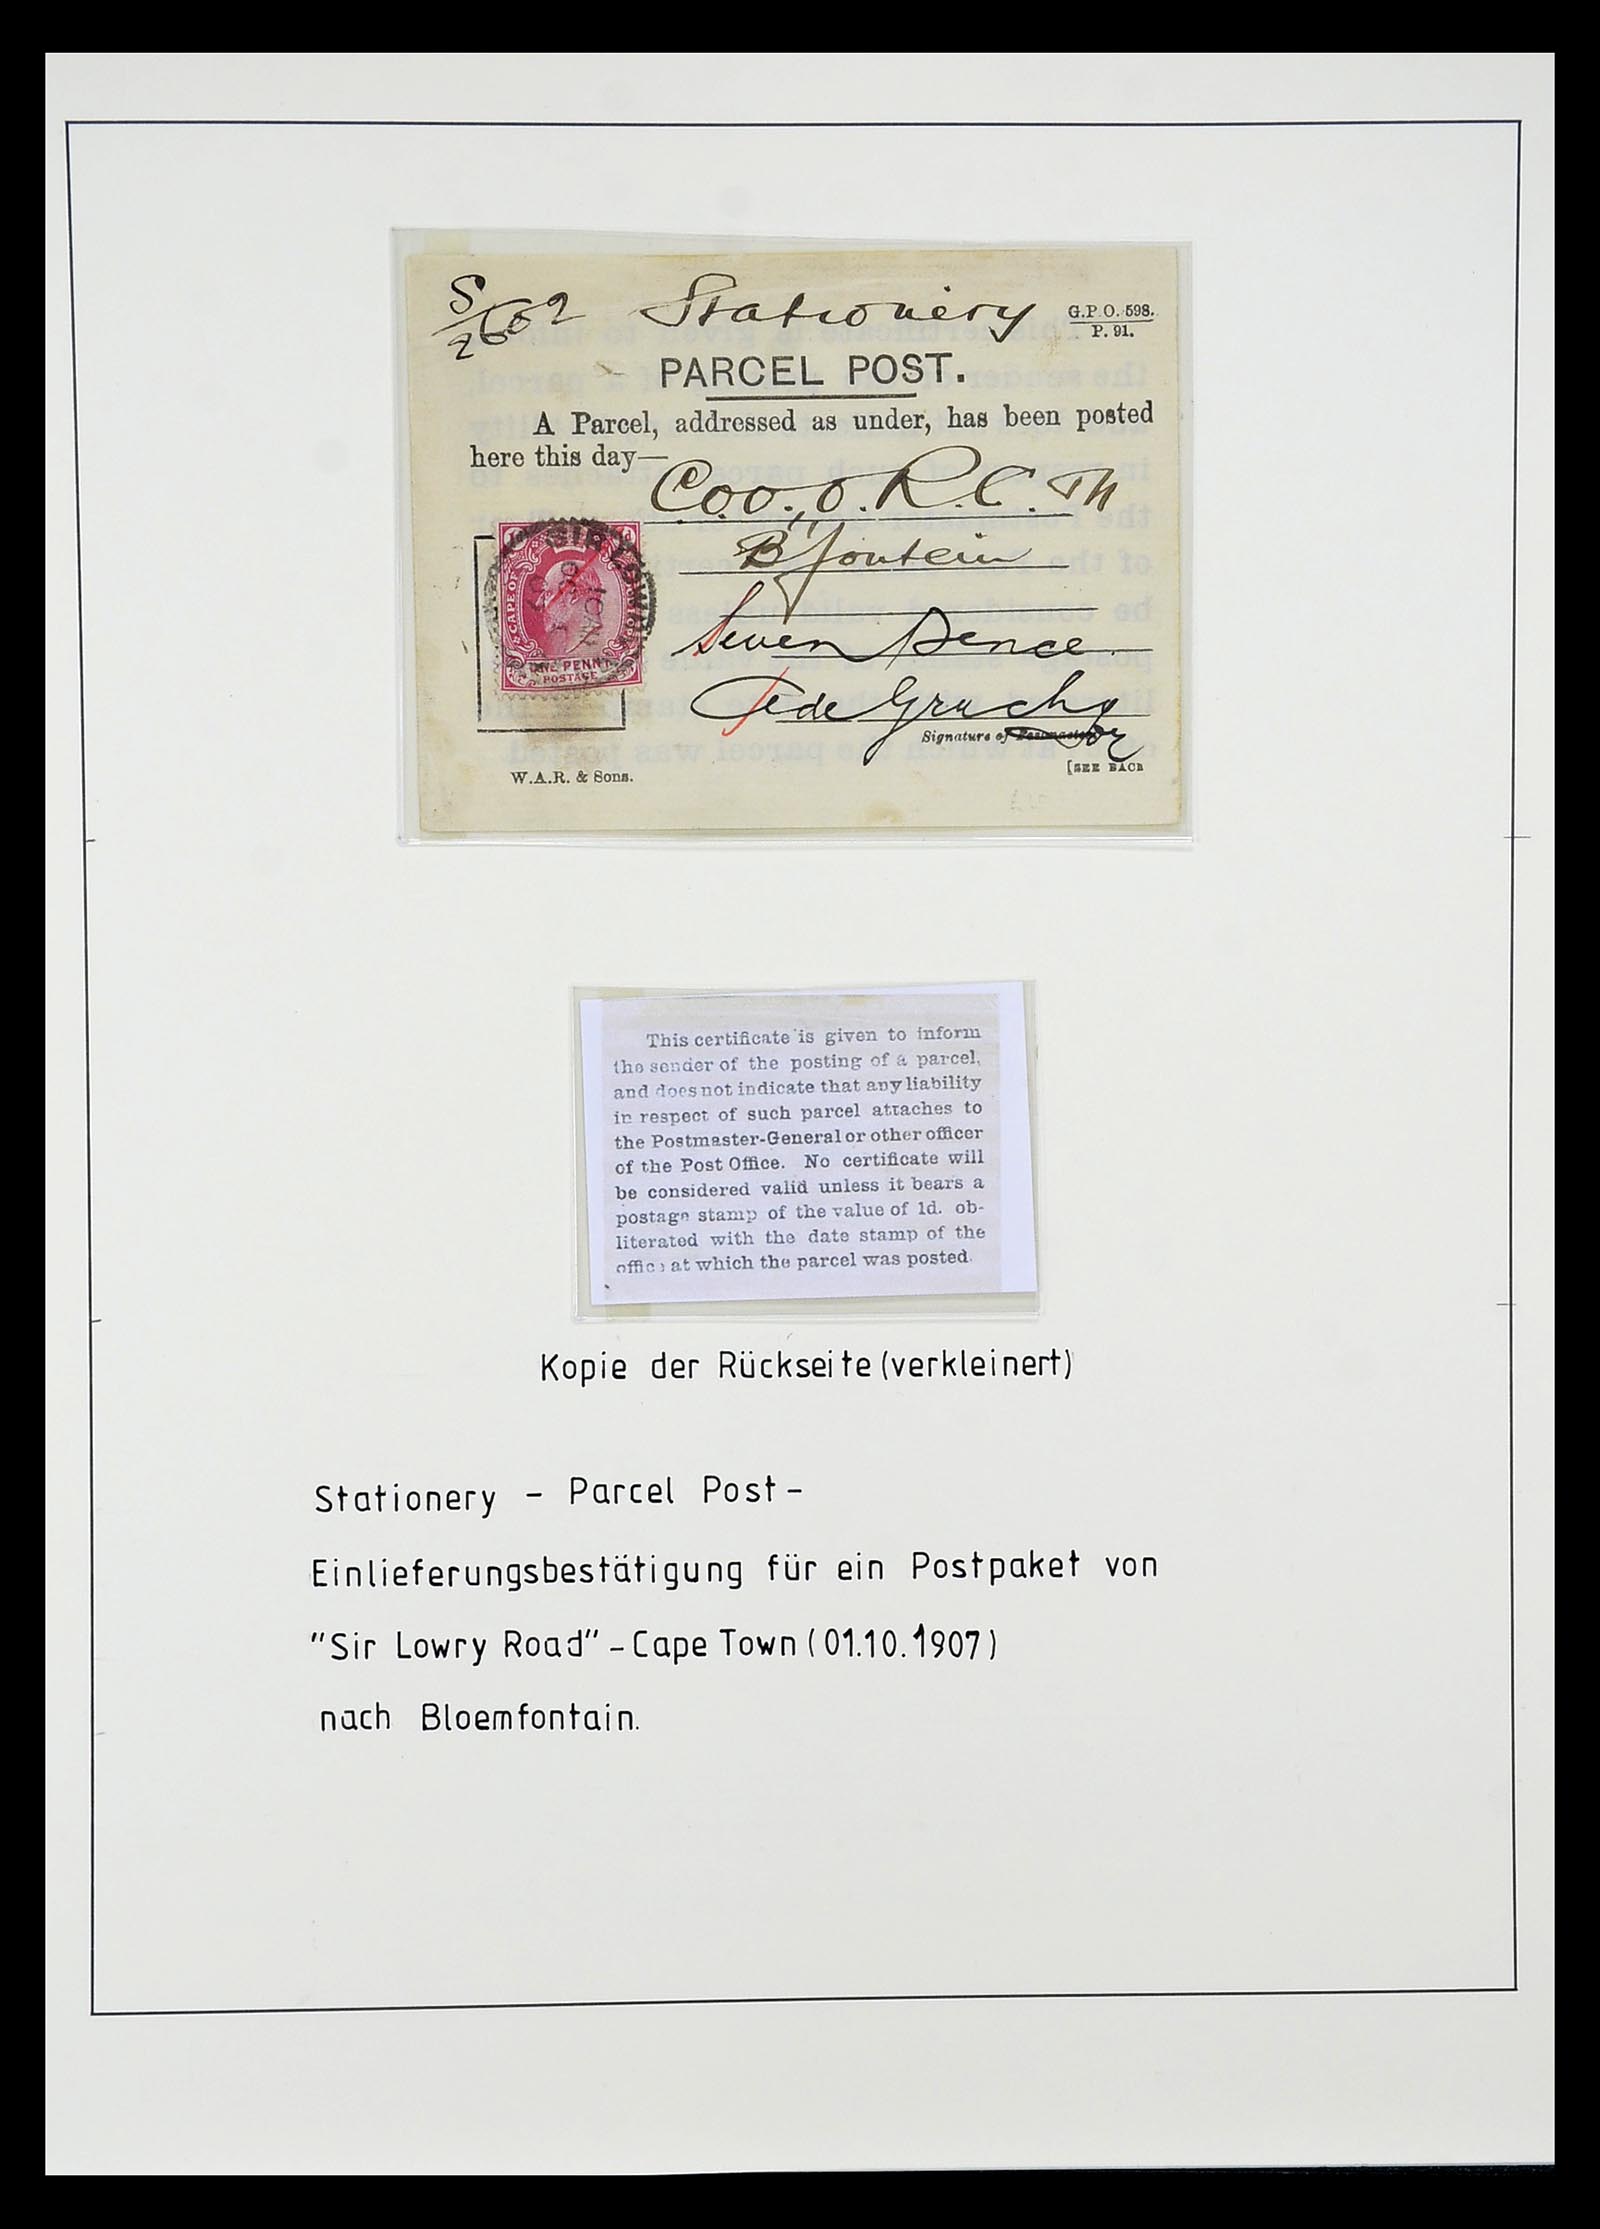 Stationery
G.P.O. 598.
P. 91.
PARCEL POST.
A Parcel, addressed as under, has been posted
here this day—
B'fontein
Seven pence
de Gruchy
Signature of Postmaster
[SEE BACK
W.A.R. & Sons.
CAPE OF
ONE PENNY
POSTAGE
SIR LOWRY
This certificate is given to inform
the sender of the posting of a parcel,
and does not indicate that any liability
in respect of such parcel attaches to
the Postmaster-General or other officer
of the Post Office. No certificate will
be considered valid unless it bears a
postage stamp of the value of 1d. ob-
literated with the date stamp of the
office at which the parcel was posted.
Kopie der Rückseite (verkleinert)
Stationery - Parcel Post -
Einlieferungsbestätigung für ein Postpaket von
"Sir Lowry Road" - Cape Town (01.10.1907)
nach Bloemfontain.